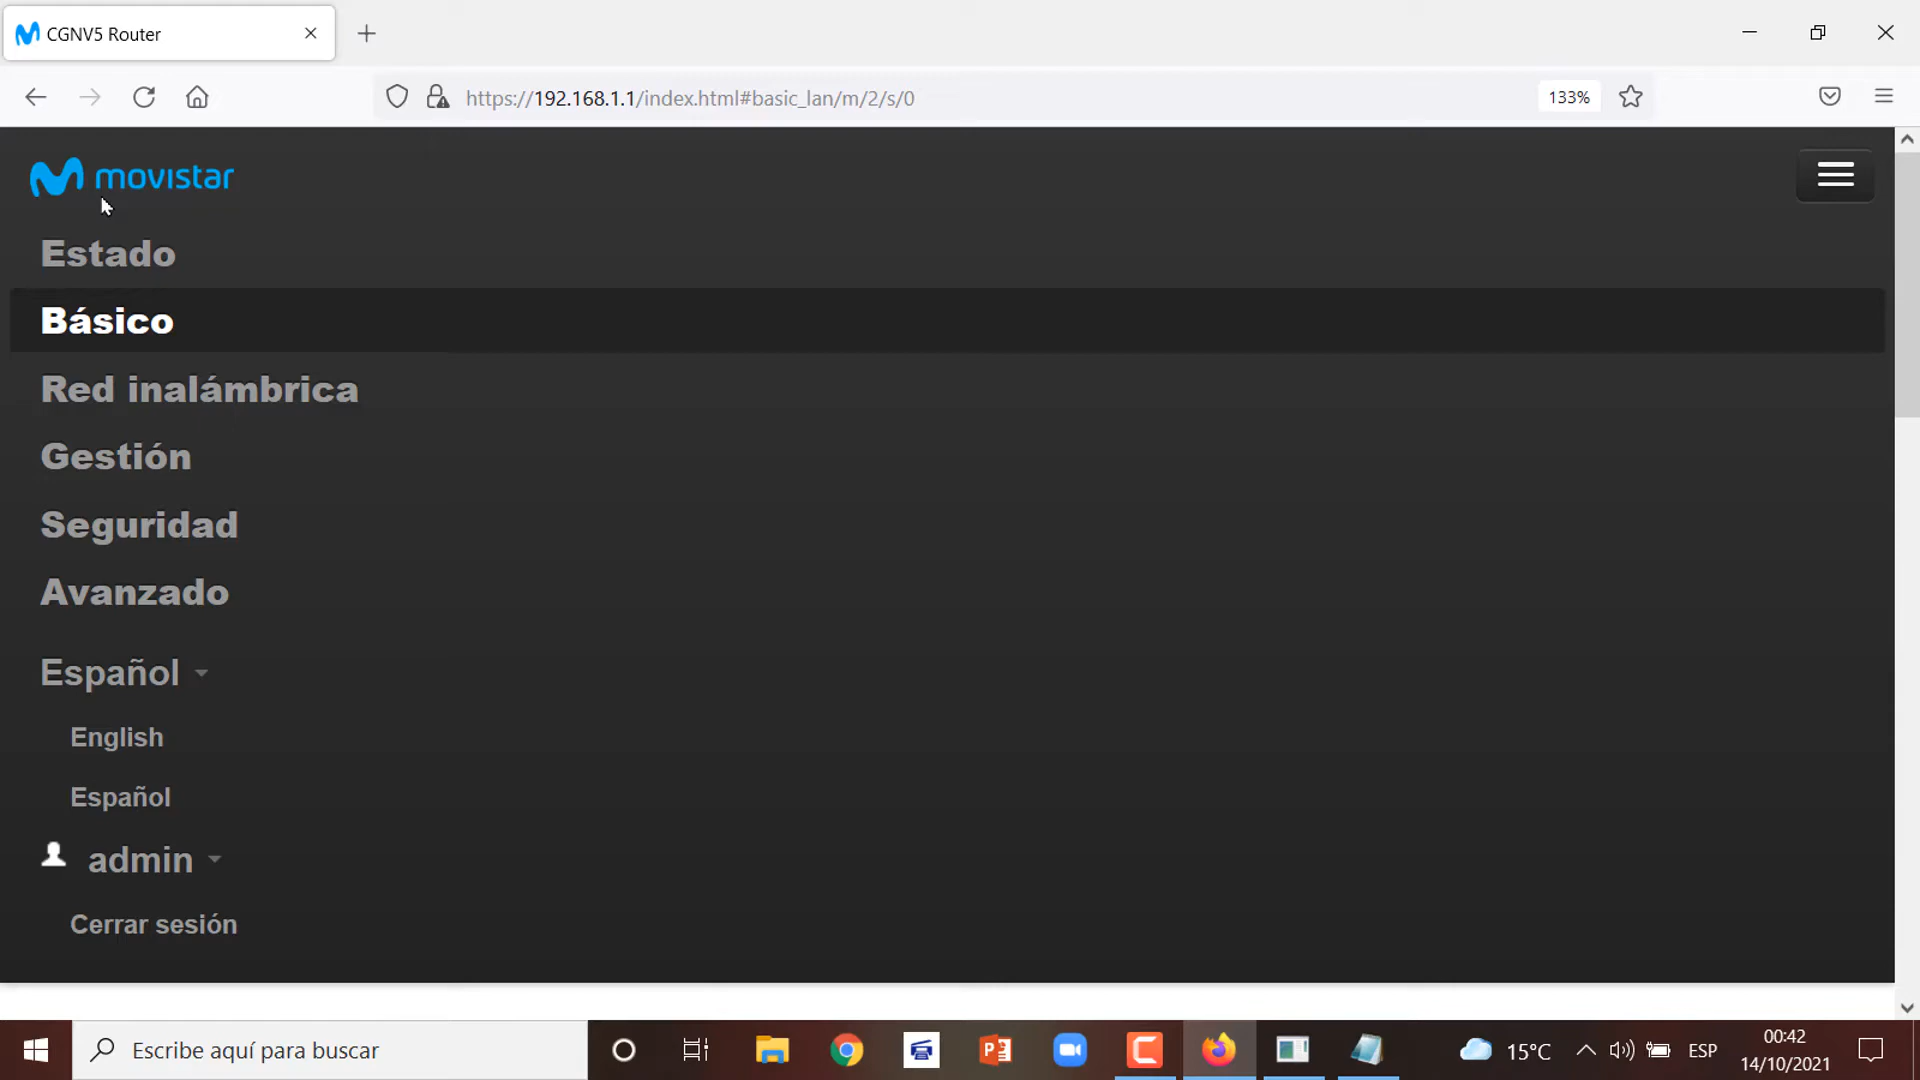 CGNV5 Router
https://192.168.1.1/index.html#basic_lan/m/2/s/0
133%
movistar
Estado
Básico
Red inalámbrica
Gestión
Seguridad
Avanzado
Español
English
Español
admin
Cerrar sesión
Escribe aquí para buscar
15°C
ESP
00:42
14/10/2021